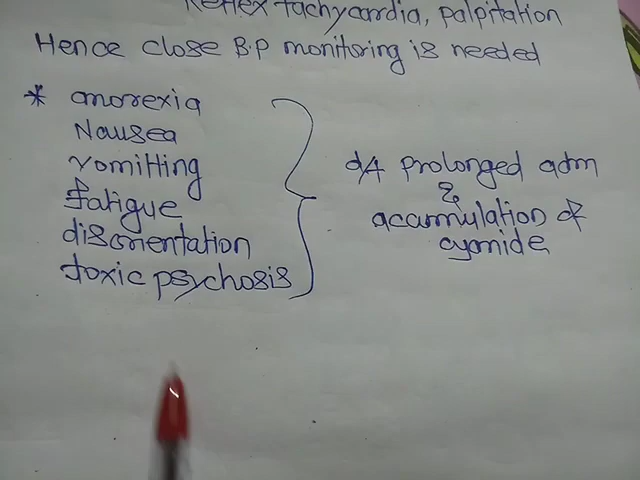 Reflex tachycardia, palpitation
Hence close B.P monitoring is needed
* anorexia
Nausea
vomitting
fatigue
disorientation
toxic psychosis
d/t prolonged adm
&
accumulation of
cyanide